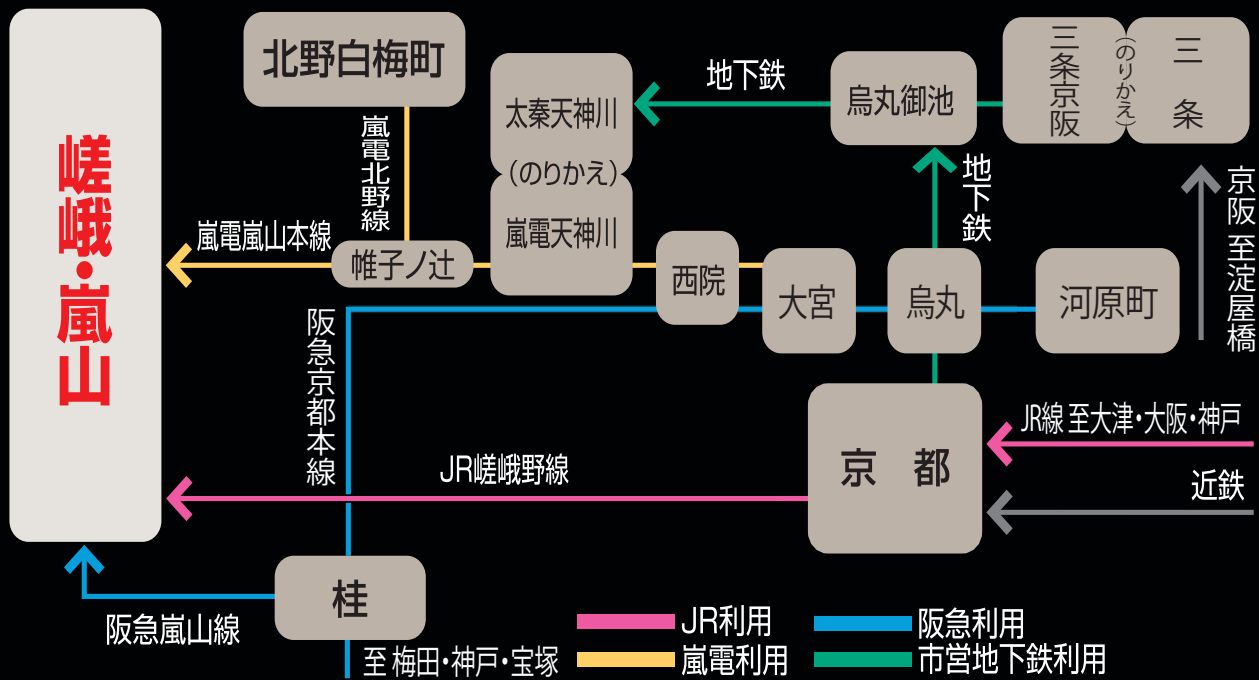 嵯峨・嵐山
北野白梅町
嵐電北野線
嵐電嵐山本線
帷子ノ辻
太秦天神川
（のりかえ）
嵐電天神川
地下鉄
烏丸御池
三条京阪
（のりかえ）
三条
地下鉄
京阪 至淀屋橋
西院
大宮
烏丸
河原町
阪急京都本線
京都
JR線 至大津・大阪・神戸
近鉄
JR嵯峨野線
桂
阪急嵐山線
至 梅田・神戸・宝塚
JR利用
阪急利用
嵐電利用
市営地下鉄利用